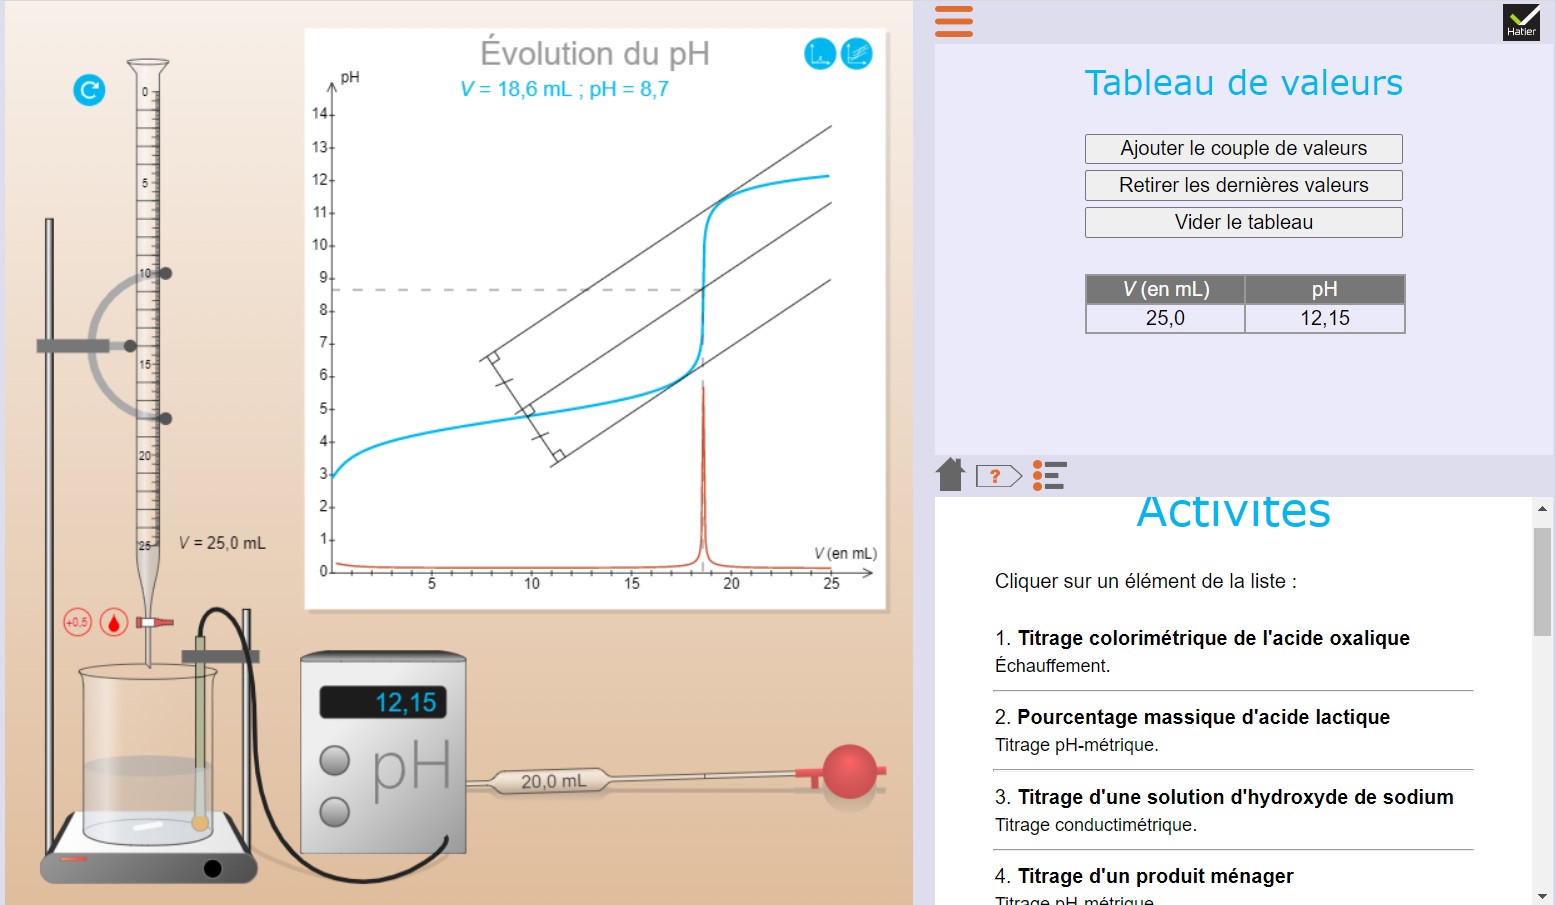 Évolution du pH
V = 18,6 mL ; pH = 8,7
pH
14
13
12
11
10
9
8
7
6
5
4
3
2
1
0
5
10
15
20
25
V (en mL)
0
5
10
15
20
25
V = 25,0 mL
+0,5
12,15
pH
20,0 mL
Hatier
Tableau de valeurs
Ajouter le couple de valeurs
Retirer les dernières valeurs
Vider le tableau
V (en mL) pH
25,0 12,15
?
Activités
Cliquer sur un élément de la liste :
1. Titrage colorimétrique de l'acide oxalique
Échauffement.
2. Pourcentage massique d'acide lactique
Titrage pH-métrique.
3. Titrage d'une solution d'hydroxyde de sodium
Titrage conductimétrique.
4. Titrage d'un produit ménager
Titrage pH-métrique